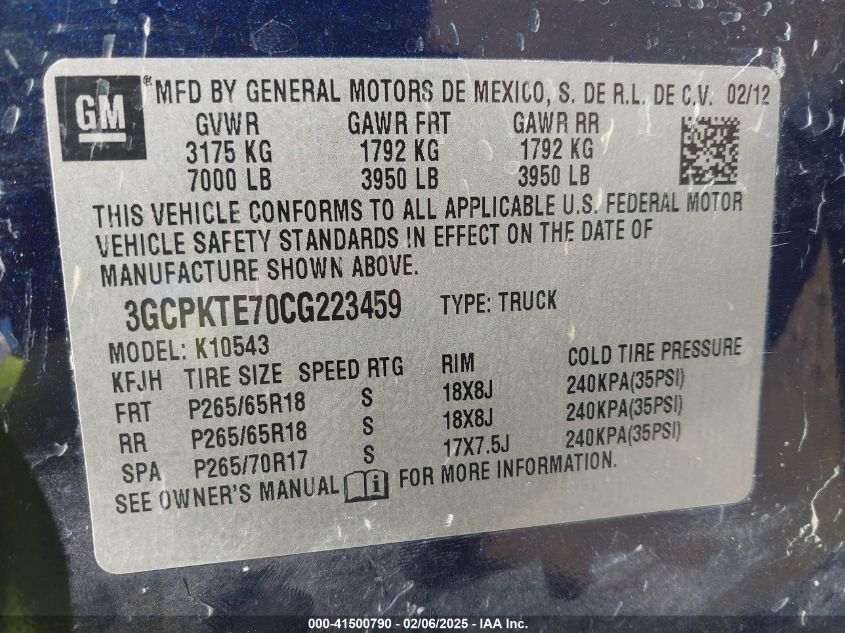 GM ® MFD BY GENERAL MOTORS DE MEXICO, S. DE R.L. DE C.V. 02/12
GVWR GAWR FRT GAWR RR
3175 KG 1792 KG 1792 KG
7000 LB 3950 LB 3950 LB
THIS VEHICLE CONFORMS TO ALL APPLICABLE U.S. FEDERAL MOTOR
VEHICLE SAFETY STANDARDS IN EFFECT ON THE DATE OF
MANUFACTURE SHOWN ABOVE.
3GCPKTE70CG223459 TYPE: TRUCK
MODEL: K10543
KFJH TIRE SIZE SPEED RTG RIM COLD TIRE PRESSURE
FRT P265/65R18 S 18X8J 240KPA(35PSI)
RR P265/65R18 S 18X8J 240KPA(35PSI)
SPA P265/70R17 S 17X7.5J 240KPA(35PSI)
SEE OWNER'S MANUAL i FOR MORE INFORMATION.
000-41500790 - 02/06/2025 - IAA Inc.